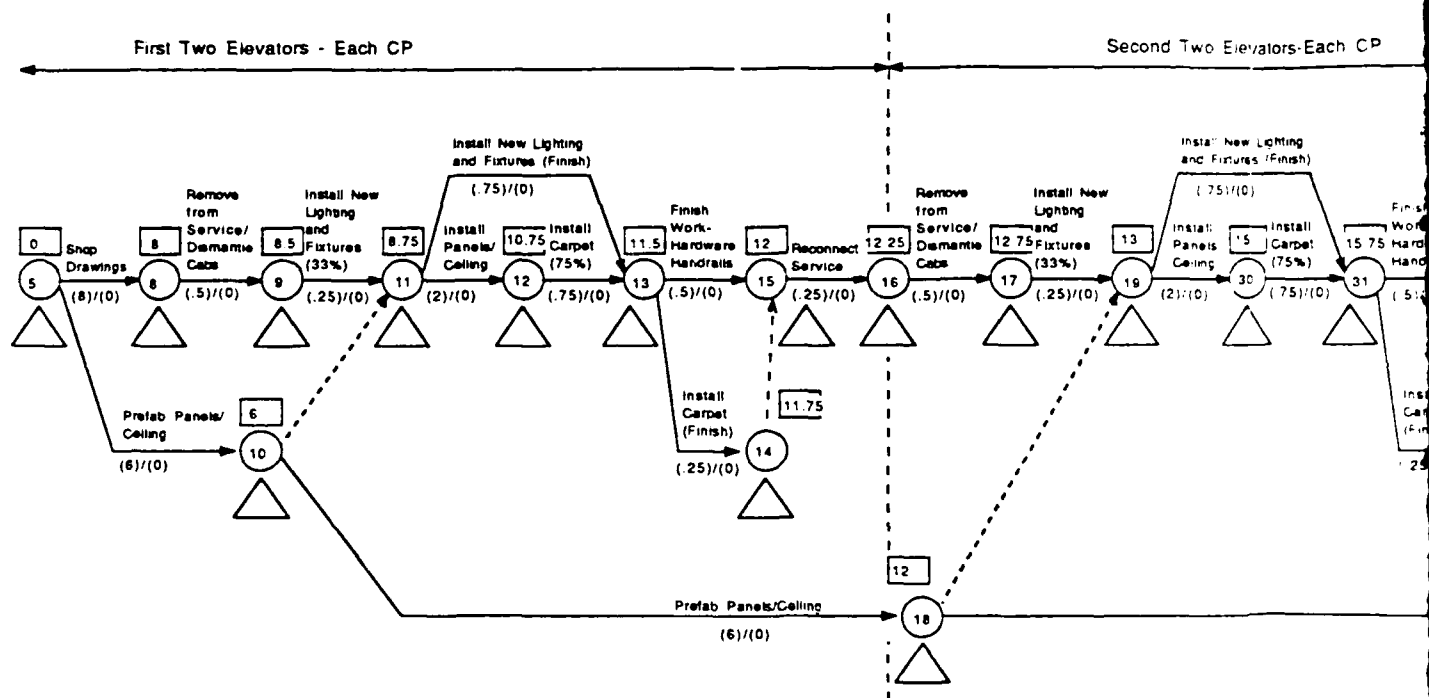 First Two Elevators - Each CP
Second Two Elevators-Each CP
Install New Lighting
and Fixtures (Finish)
(.75)/(0)
Install New Lighting
and Fixtures (Finish)
(.75)/(0)
0
Shop
Drawings
5
(8)/(0)
8
8
Remove
from
Service/
Dismantle
Cabs
(.5)/(0)
8.5
9
Install New
Lighting
and
Fixtures
(33%)
(.25)/(0)
8.75
11
Install
Panels/
Ceiling
(2)/(0)
10.75
12
Install
Carpet
(75%)
(.75)/(0)
11.5
13
Finish
Work-
Hardware
Handrails
(.5)/(0)
12
15
Reconnect
Service
(.25)/(0)
12.25
16
Remove
from
Service/
Dismantle
Cabs
(.5)/(0)
12.75
17
Install New
Lighting
and
Fixtures
(33%)
(.25)/(0)
13
19
Install
Panels
Ceiling
(2)/(0)
15
30
Install
Carpet
(75%)
(.75)/(0)
15.75
31
Prefab Panels/
Ceiling
(6)/(0)
6
10
Install
Carpet
(Finish)
(.25)/(0)
11.75
14
Prefab Panels/Ceiling
(6)/(0)
12
18